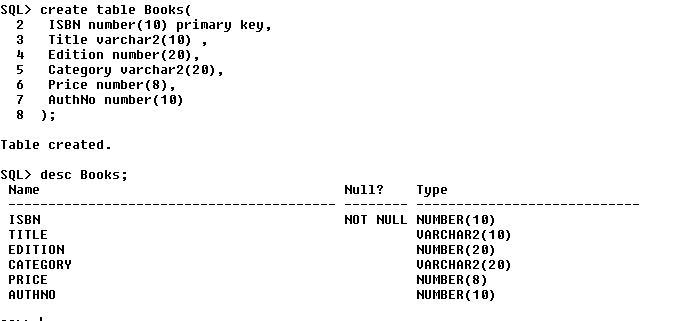 SQL> create table Books(
  2   ISBN number(10) primary key,
  3   Title varchar2(10) ,
  4   Edition number(20),
  5   Category varchar2(20),
  6   Price number(8),
  7   AuthNo number(10)
  8  );
Table created.
SQL> desc Books;
 Name                                      Null?    Type
 ----------------------------------------- -------- ----------------------------
 ISBN                                      NOT NULL NUMBER(10)
 TITLE                                              VARCHAR2(10)
 EDITION                                            NUMBER(20)
 CATEGORY                                           VARCHAR2(20)
 PRICE                                              NUMBER(8)
 AUTHNO                                             NUMBER(10)